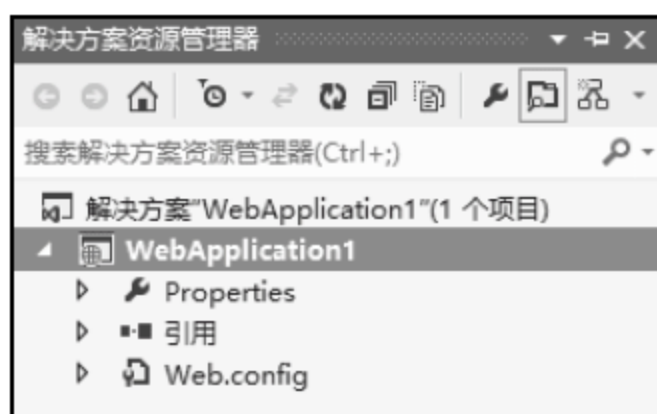 解决方案资源管理器
搜索解决方案资源管理器(Ctrl+;)
解决方案"WebApplication1"(1 个项目)
WebApplication1
Properties
引用
Web.config